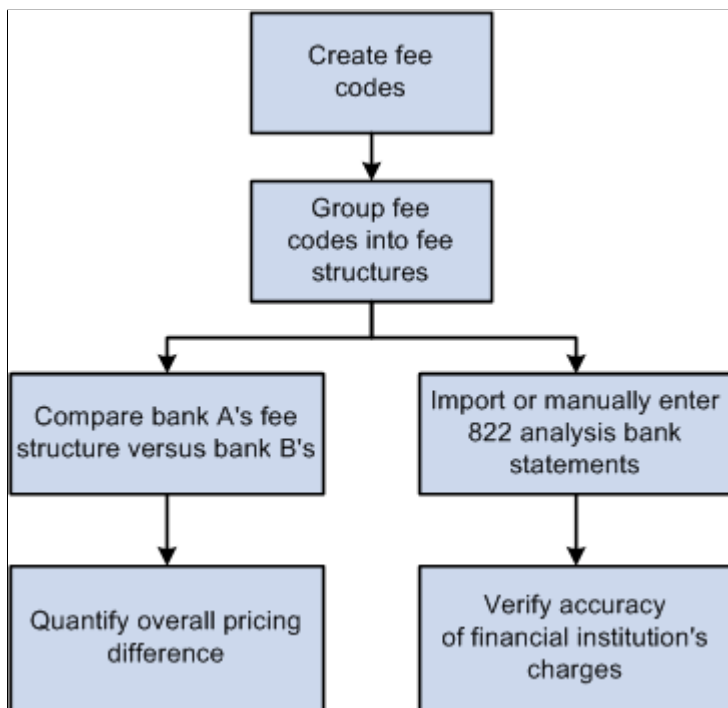 Create fee
codes
Group fee
codes into fee
structures
Compare bank A's fee
structure versus bank B's
Import or manually enter
822 analysis bank
statements
Quantify overall pricing
difference
Verify accuracy
of financial institution's
charges